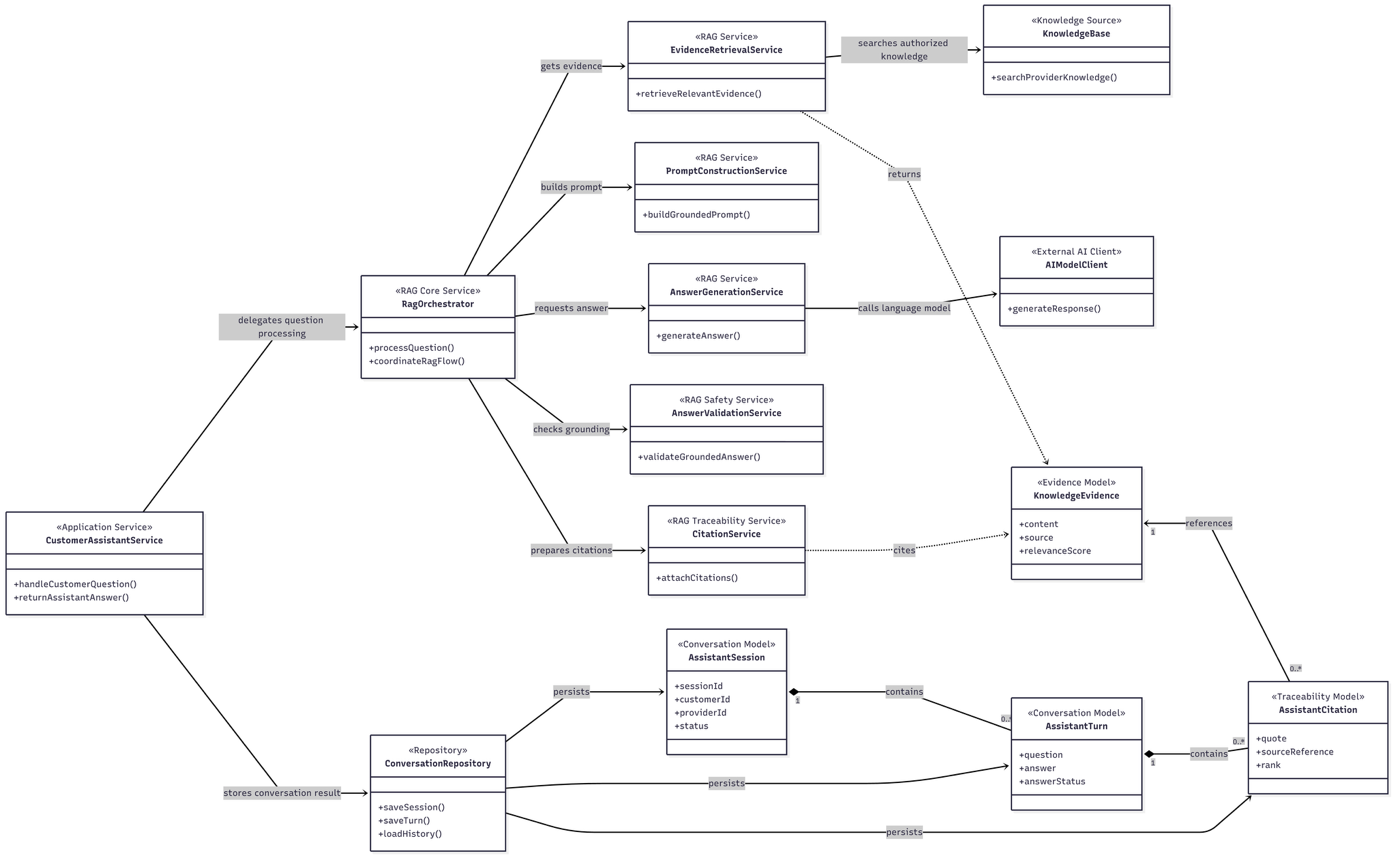 «RAG Service»
EvidenceRetrievalService
+retrieveRelevantEvidence()
searches authorized
knowledge
«Knowledge Source»
KnowledgeBase
+searchProviderKnowledge()
gets evidence
returns
«RAG Service»
PromptConstructionService
+buildGroundedPrompt()
builds prompt
«RAG Core Service»
RagOrchestrator
+processQuestion()
+coordinateRagFlow()
delegates question
processing
requests answer
«RAG Service»
AnswerGenerationService
+generateAnswer()
calls language model
«External AI Client»
AIModelClient
+generateResponse()
checks grounding
«RAG Safety Service»
AnswerValidationService
+validateGroundedAnswer()
prepares citations
«RAG Traceability Service»
CitationService
+attachCitations()
cites
«Evidence Model»
KnowledgeEvidence
+content
+source
+relevanceScore
1
references
0..*
«Application Service»
CustomerAssistantService
+handleCustomerQuestion()
+returnAssistantAnswer()
stores conversation result
«Repository»
ConversationRepository
+saveSession()
+saveTurn()
+loadHistory()
persists
«Conversation Model»
AssistantSession
+sessionId
+customerId
+providerId
+status
1
contains
0..*
«Conversation Model»
AssistantTurn
+question
+answer
+answerStatus
1
contains
0..*
«Traceability Model»
AssistantCitation
+quote
+sourceReference
+rank
persists
persists